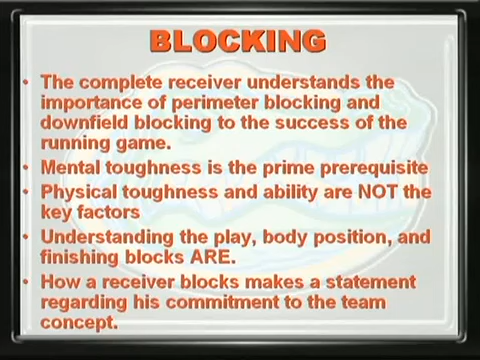 BLOCKING
• The complete receiver understands the
importance of perimeter blocking and
downfield blocking to the success of the
running game.
• Mental toughness is the prime prerequisite
• Physical toughness and ability are NOT the
key factors
• Understanding the play, body position, and
finishing blocks ARE.
• How a receiver blocks makes a statement
regarding his commitment to the team
concept.